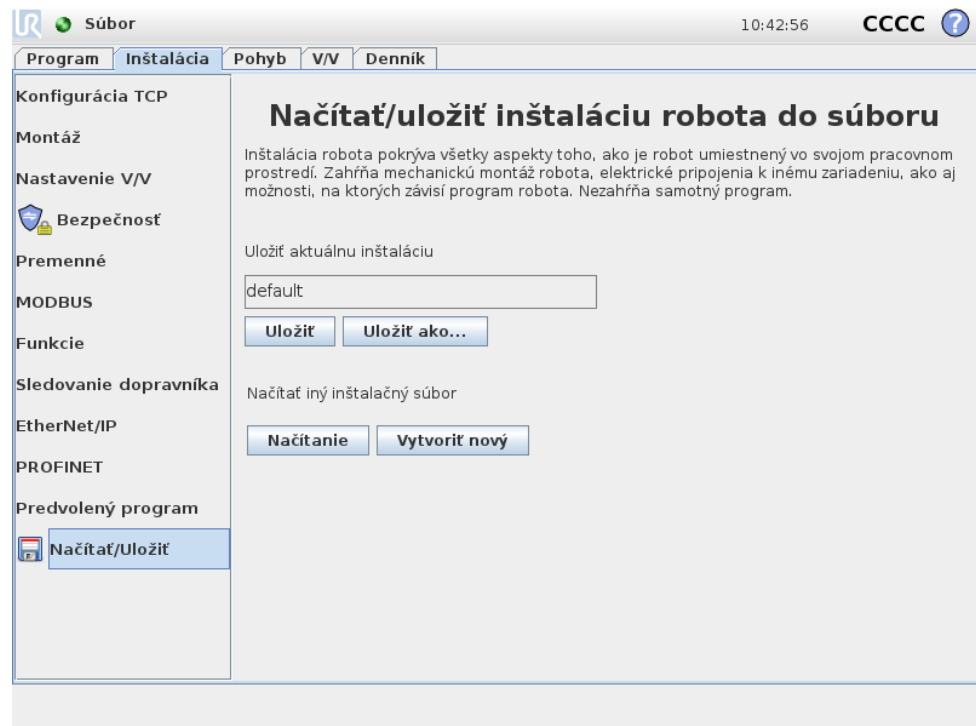 UR Súbor 10:42:56 CCCC ?
Program Inštalácia Pohyb V/V Denník
Konfigurácia TCP
Montáž
Nastavenie V/V
Bezpečnosť
Premenné
MODBUS
Funkcie
Sledovanie dopravníka
EtherNet/IP
PROFINET
Predvolený program
Načítať/Uložiť
Načítať/uložiť inštaláciu robota do súboru
Inštalácia robota pokrýva všetky aspekty toho, ako je robot umiestnený vo svojom pracovnom
prostredí. Zahŕňa mechanickú montáž robota, elektrické pripojenia k inému zariadeniu, ako aj
možnosti, na ktorých závisí program robota. Nezahŕňa samotný program.
Uložiť aktuálnu inštaláciu
default
Uložiť Uložiť ako...
Načítať iný inštalačný súbor
Načítanie Vytvoriť nový